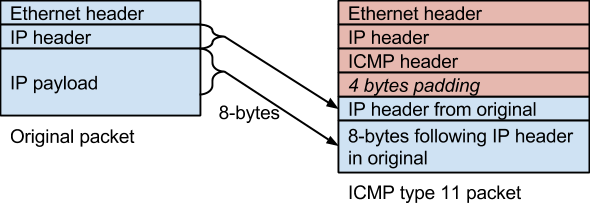 Ethernet header
IP header
IP payload
Original packet
8-bytes
Ethernet header
IP header
ICMP header
4 bytes padding
IP header from original
8-bytes following IP header
in original
ICMP type 11 packet